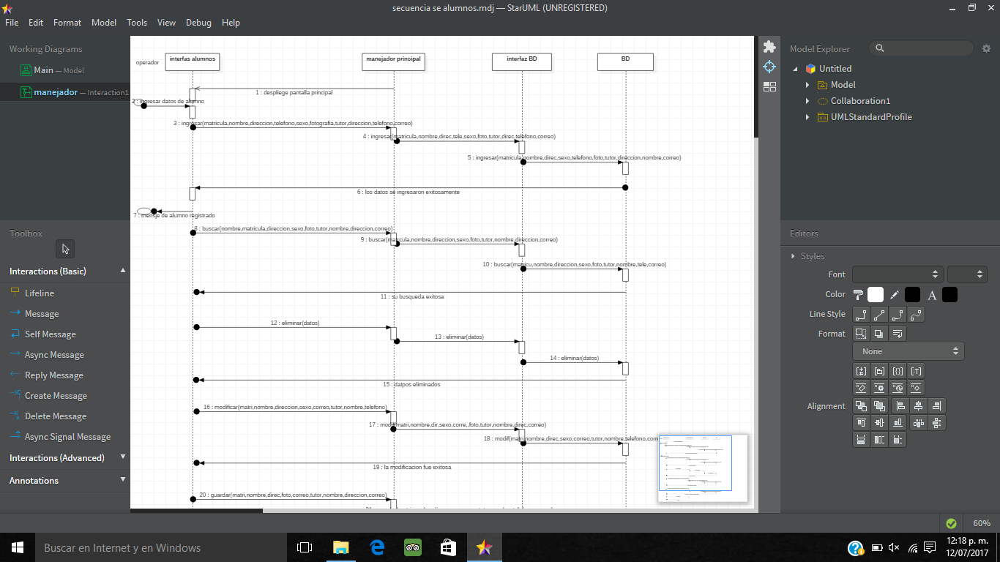 secuencia se alumnos.mdj — StarUML (UNREGISTERED)
File Edit Format Model Tools View Debug Help
Working Diagrams
Main — Model
manejador — Interaction1
Toolbox
Interactions (Basic)
Lifeline
Message
Self Message
Async Message
Reply Message
Create Message
Delete Message
Async Signal Message
Interactions (Advanced)
Annotations
operador
interfas alumnos
manejador principal
interfaz BD
BD
1 : despliege pantalla principal
2 : ingresar datos de alumno
3 : ingresar(matricula,nombre,direccion,telefono,sexo,fotografia,tutor,direccion,telefono,correo)
4 : ingresar(matricula,nombre,direc,tele,sexo,foto,tutor,direc,telefono,correo)
5 : ingresar(matricula,nombre,direc,sexo,telefono,foto,tutor,direccion,nombre,correo)
6 : los datos se ingresaron exitosamente
7 : mensje de alumno registrado
8 : buscar(nombre,matricula,direccion,sexo,foto,tutor,nombre,direccion,correo)
9 : buscar(matrcula,nombre,direccion,sexo,foto,tutor,nombre,direccion,correo)
10 : buscar(matricu,nombre,direccion,sexo,foto,tutor,nombre,tele,correo)
11 : su busqueda exitosa
12 : eliminar(datos)
13 : eliminar(datos)
14 : eliminar(datos)
15 : datpos eliminados
16 : modificar(matri,nombre,direccion,sexo,correo,tutor,nombre,telefono)
17 : modif(matri,nombre,dir,sexo,corre,,foto,tutor,nombre,direc,correo)
18 : modif(matri,nombre,direc,sexo,correo,tutor,nombre,telefono,corr
19 : la modificacion fue exitosa
20 : guardar(matri,nombre,direc,foto,correo,tutor,nombre,direccion,correo)
Model Explorer
Untitled
Model
Collaboration1
UMLStandardProfile
Editors
Styles
Font
Color
A
Line Style
Format
None
Alignment
60%
Buscar en Internet y en Windows
12:18 p. m.
12/07/2017